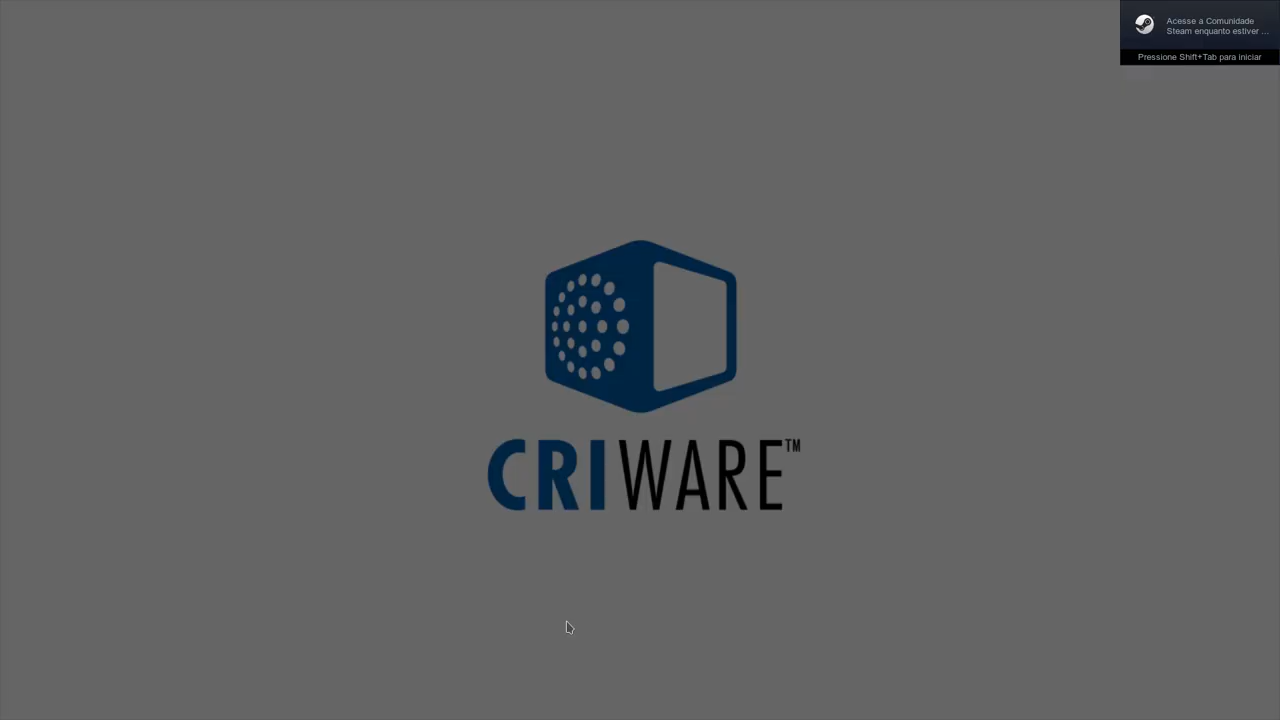 Acesse a Comunidade
Steam enquanto estiver ...
Pressione Shift+Tab para iniciar
CRIWARE™